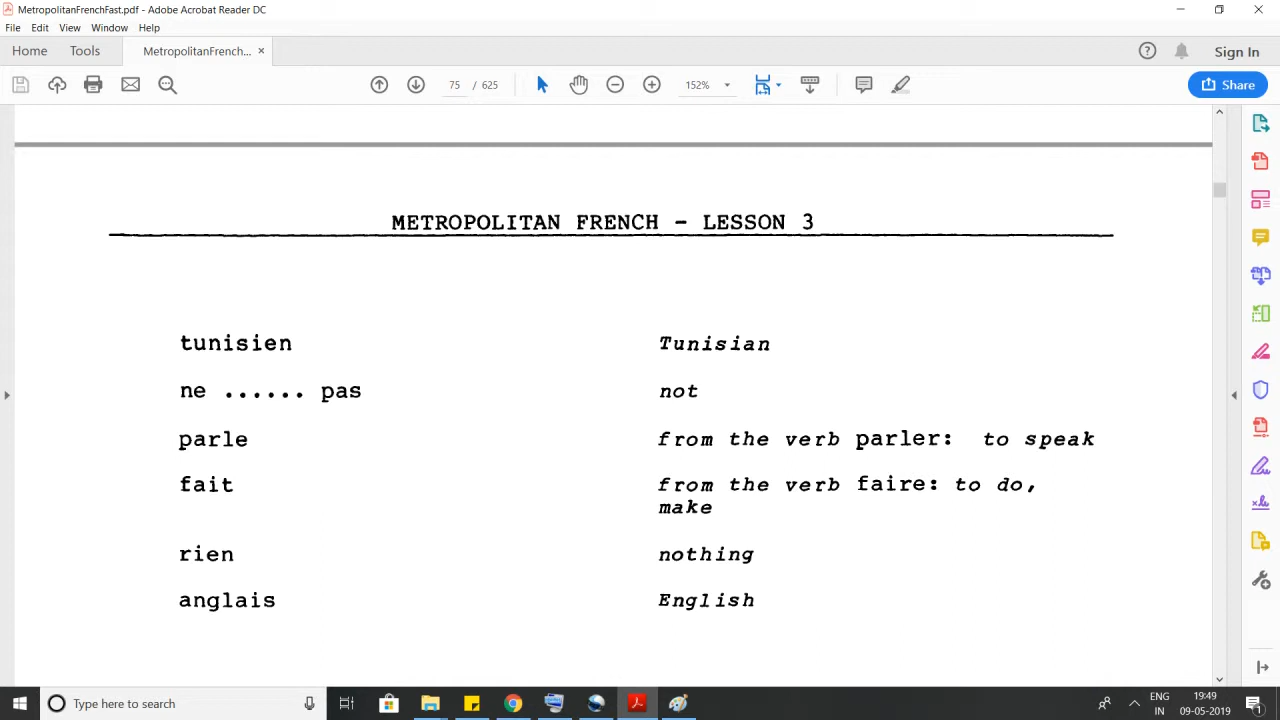 MetropolitanFrenchFast.pdf - Adobe Acrobat Reader DC
File Edit View Window Help
Home Tools MetropolitanFrench... × Sign In
75 / 625 152% Share
METROPOLITAN FRENCH - LESSON 3
tunisien Tunisian
ne ...... pas not
parle from the verb parler: to speak
fait from the verb faire: to do,
make
rien nothing
anglais English
Type here to search ENG 19:49
IN 09-05-2019 1